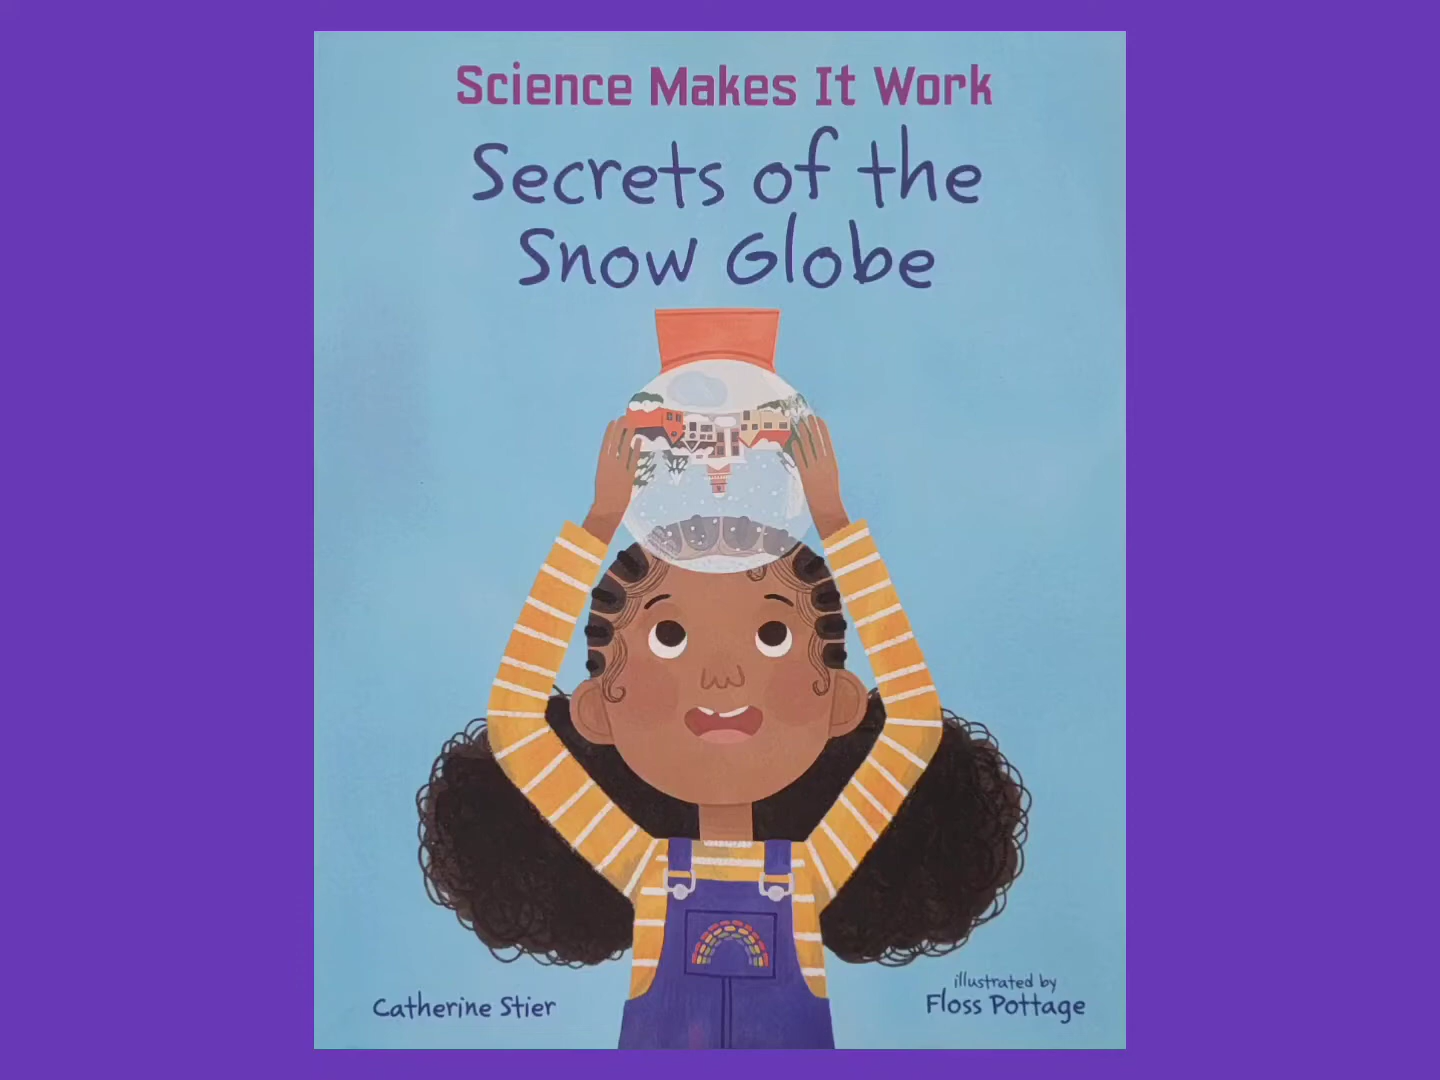 Science Makes It Work
Secrets of the
Snow Globe
Catherine Stier
illustrated by
Floss Pottage